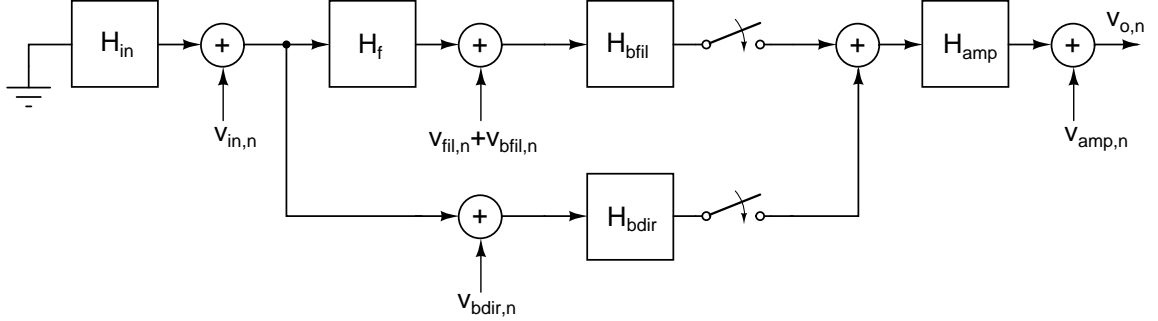 v_o,n
H_in + H_f + H_bfil + H_amp +
v_in,n v_fil,n+v_bfil,n v_amp,n
+ H_bdir
v_bdir,n